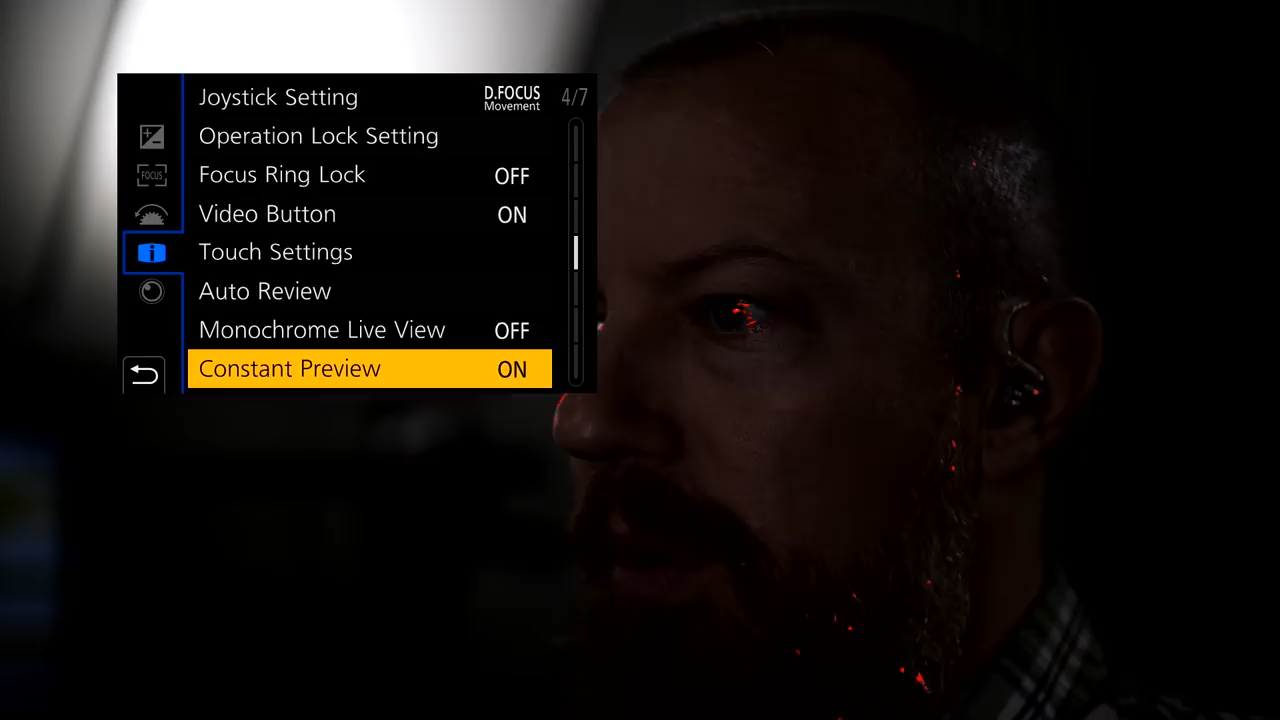 Joystick Setting D.FOCUS Movement 4/7
Operation Lock Setting
FOCUS
Focus Ring Lock OFF
Video Button ON
Touch Settings
Auto Review
Monochrome Live View OFF
Constant Preview ON